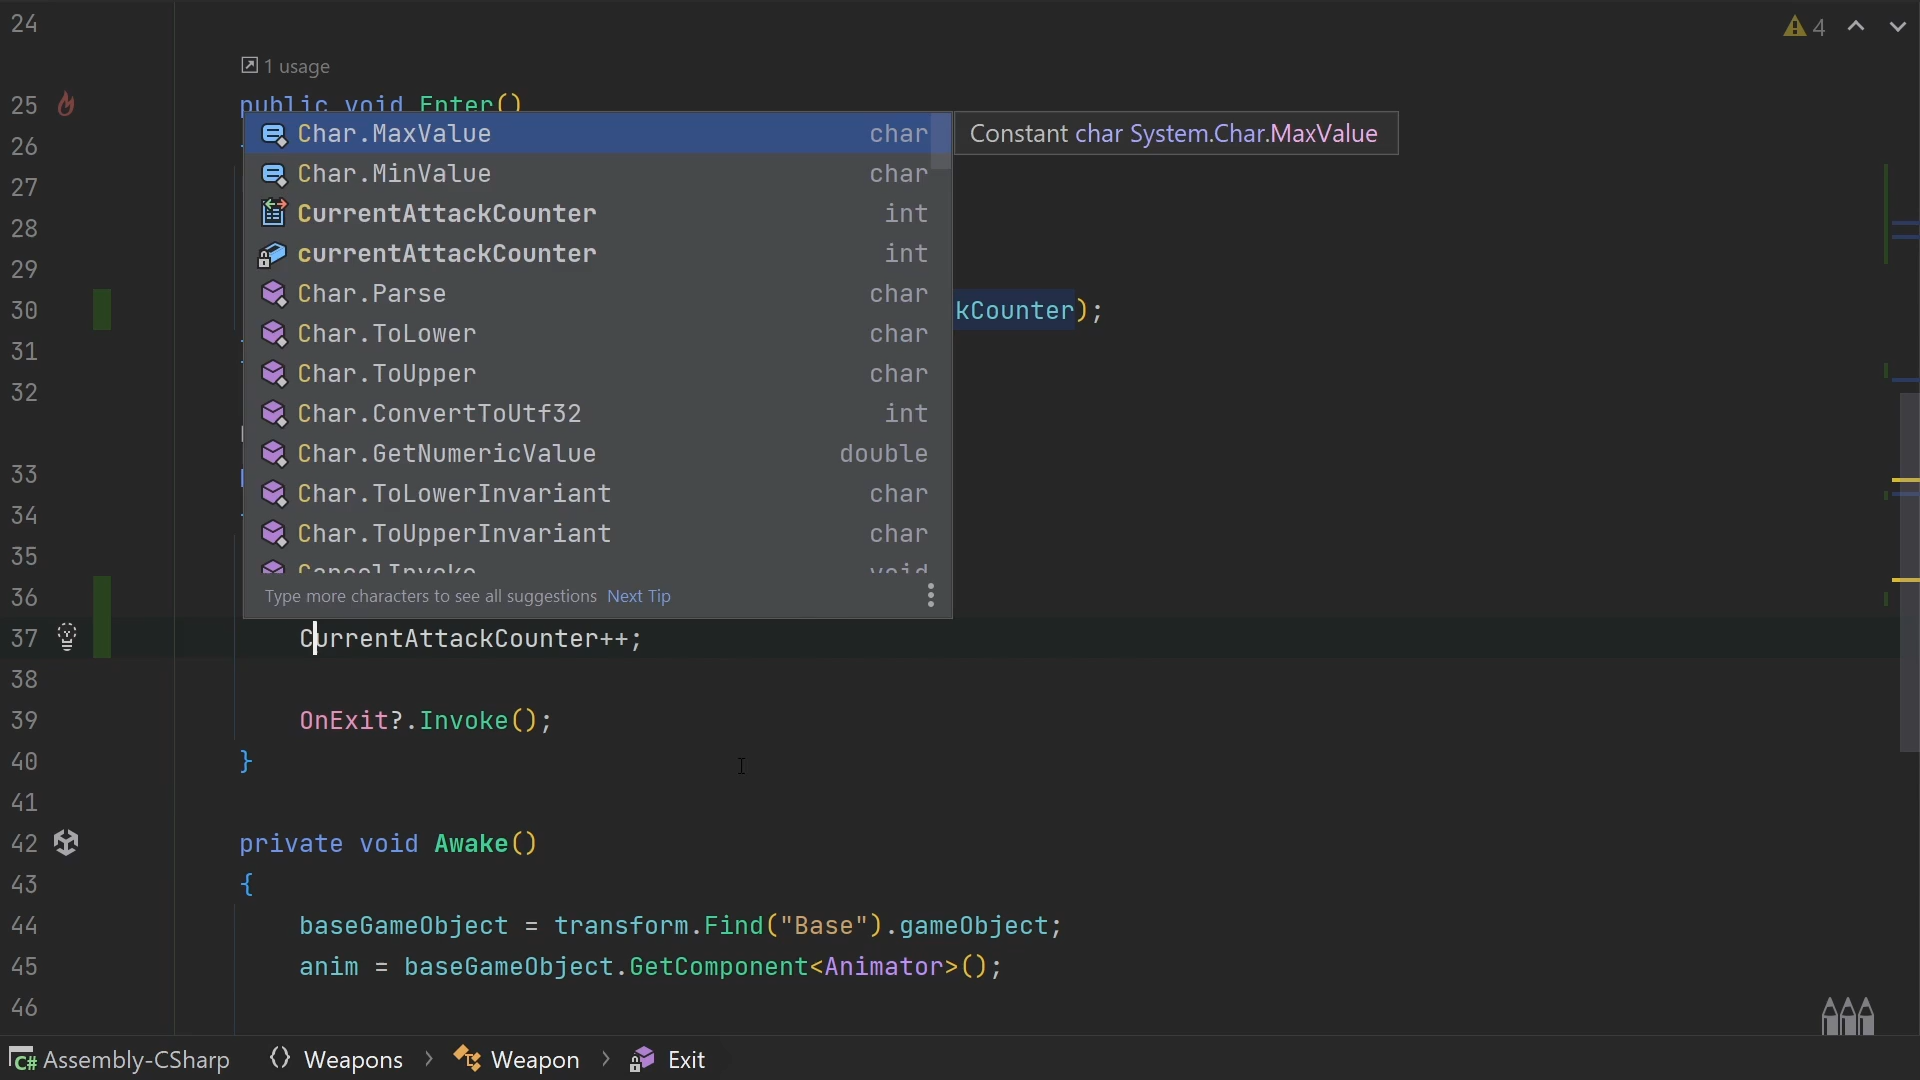 24
4
1 usage
25 public void Enter()
26
27
28
29
30 kCounter);
31
32
33
34
35
36
Char.MaxValue char
Constant char System.Char.MaxValue
Char.MinValue char
CurrentAttackCounter int
currentAttackCounter int
Char.Parse char
Char.ToLower char
Char.ToUpper char
Char.ConvertToUtf32 int
Char.GetNumericValue double
Char.ToLowerInvariant char
Char.ToUpperInvariant char
CancelInvoke void
Type more characters to see all suggestions Next Tip
37 CurrentAttackCounter++;
38
39 OnExit?.Invoke();
40 }
41
42 private void Awake()
43 {
44 baseGameObject = transform.Find("Base").gameObject;
45 anim = baseGameObject.GetComponent<Animator>();
46
C# Assembly-CSharp () Weapons > Weapon > Exit